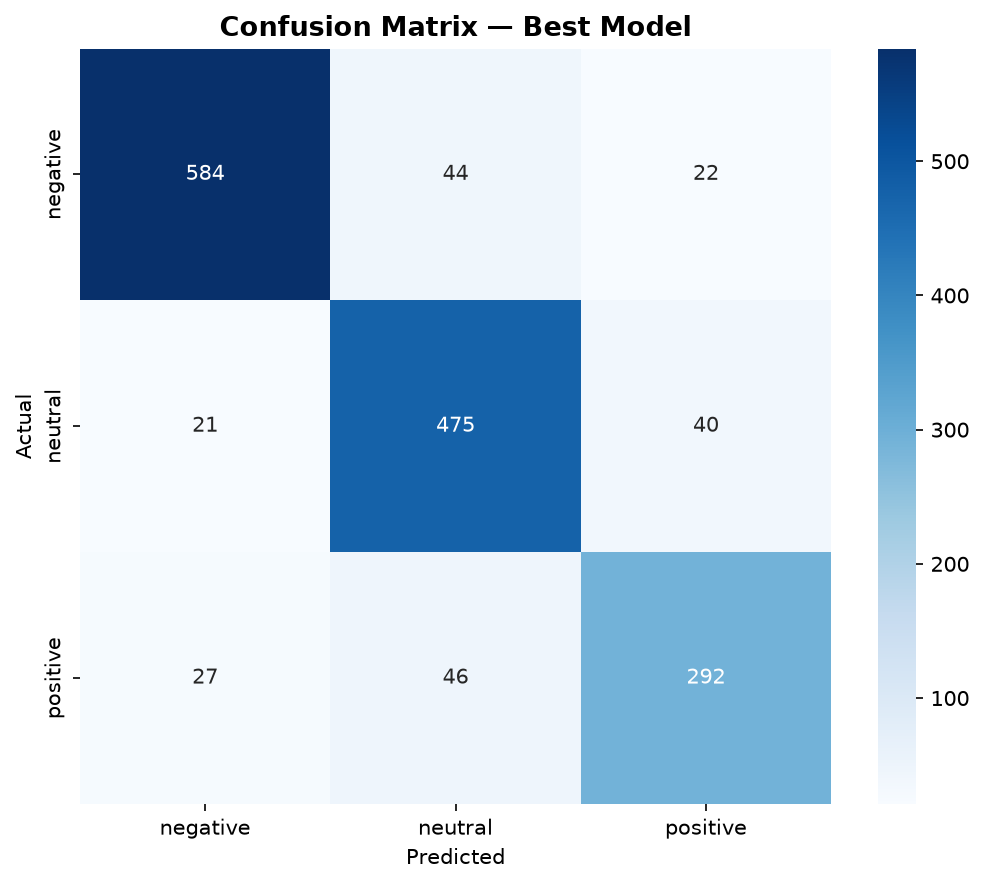 Confusion Matrix — Best Model
negative
584
44
22
Actual
neutral
21
475
40
positive
27
46
292
negative
neutral
positive
Predicted
500
400
300
200
100